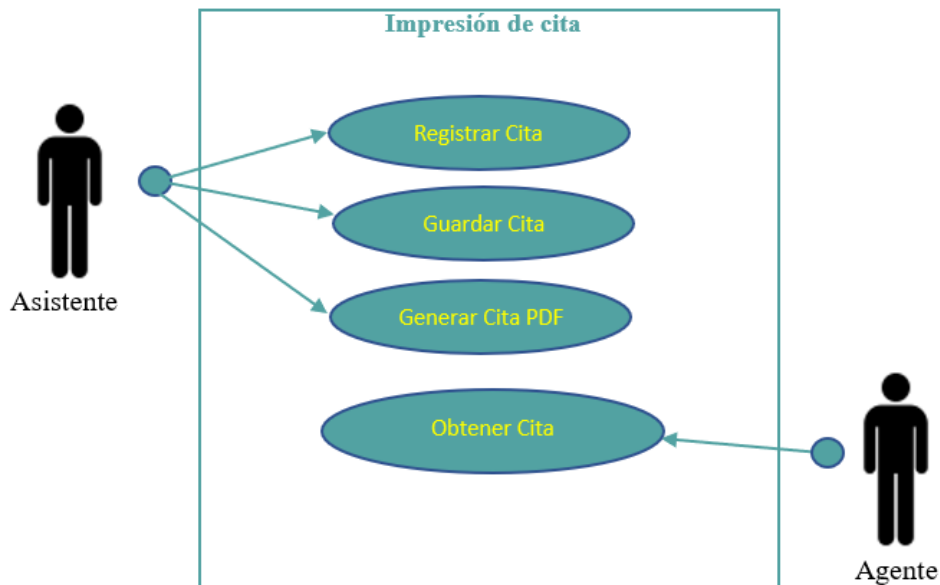 Impresión de cita
Registrar Cita
Guardar Cita
Asistente
Generar Cita PDF
Obtener Cita
Agente